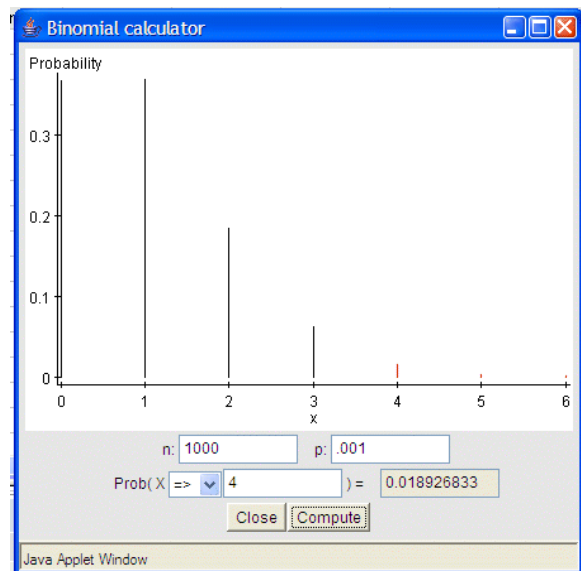 Binomial calculator
Probability
0.3
0.2
0.1
0
0 1 2 3 4 5 6
x
n: 1000 p: .001
Prob( X => 4 ) = 0.018926833
Close Compute
Java Applet Window